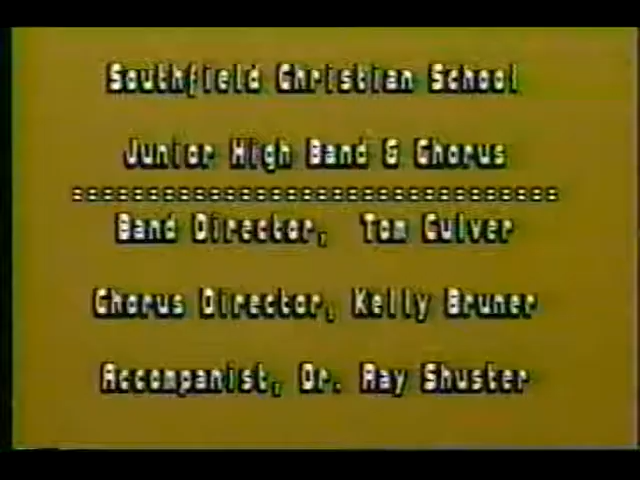 Southfield Christian School
Junior High Band & Chorus
================================
Band Director, Tom Culver
Chorus Director, Kelly Bruner
Accompanist, Dr. Ray Shuster